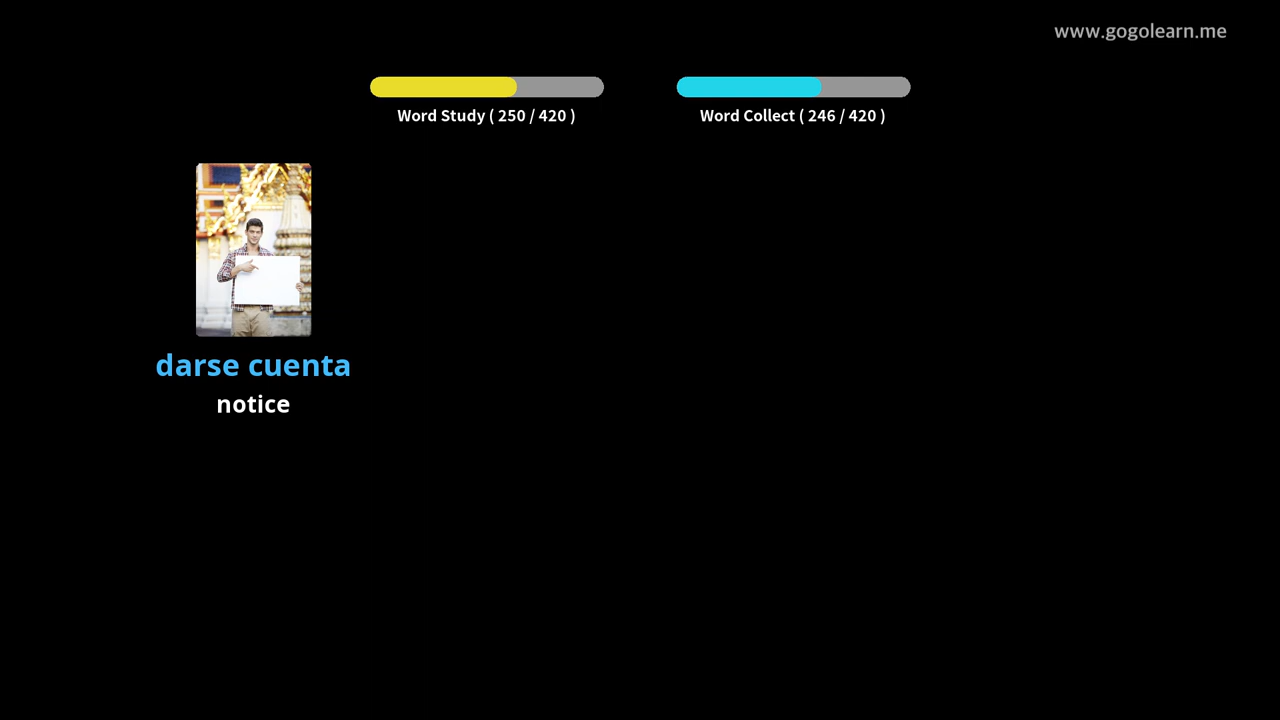 www.gogolearn.me
Word Study ( 250 / 420 )
Word Collect ( 246 / 420 )
darse cuenta
notice